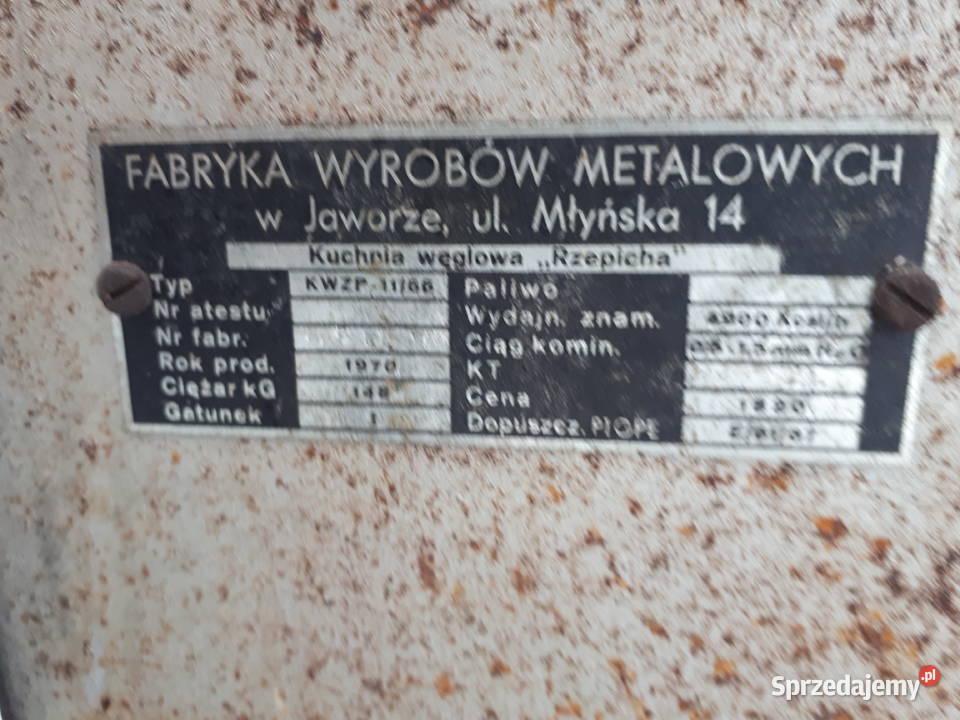 FABRYKA WYROBÓW METALOWYCH
w Jaworze, ul. Młyńska 14
Kuchnia węglowa „Rzepicha"
Typ KWZP-11/66 Paliwo
Nr atestu Wydajn. znam. Kcal/h
Nr fabr. Ciąg komin.
Rok prod. 1970 KT
Ciężar kG Cena
Gatunek I Dopuszcz. PIOPE
Sprzedajemy.pl